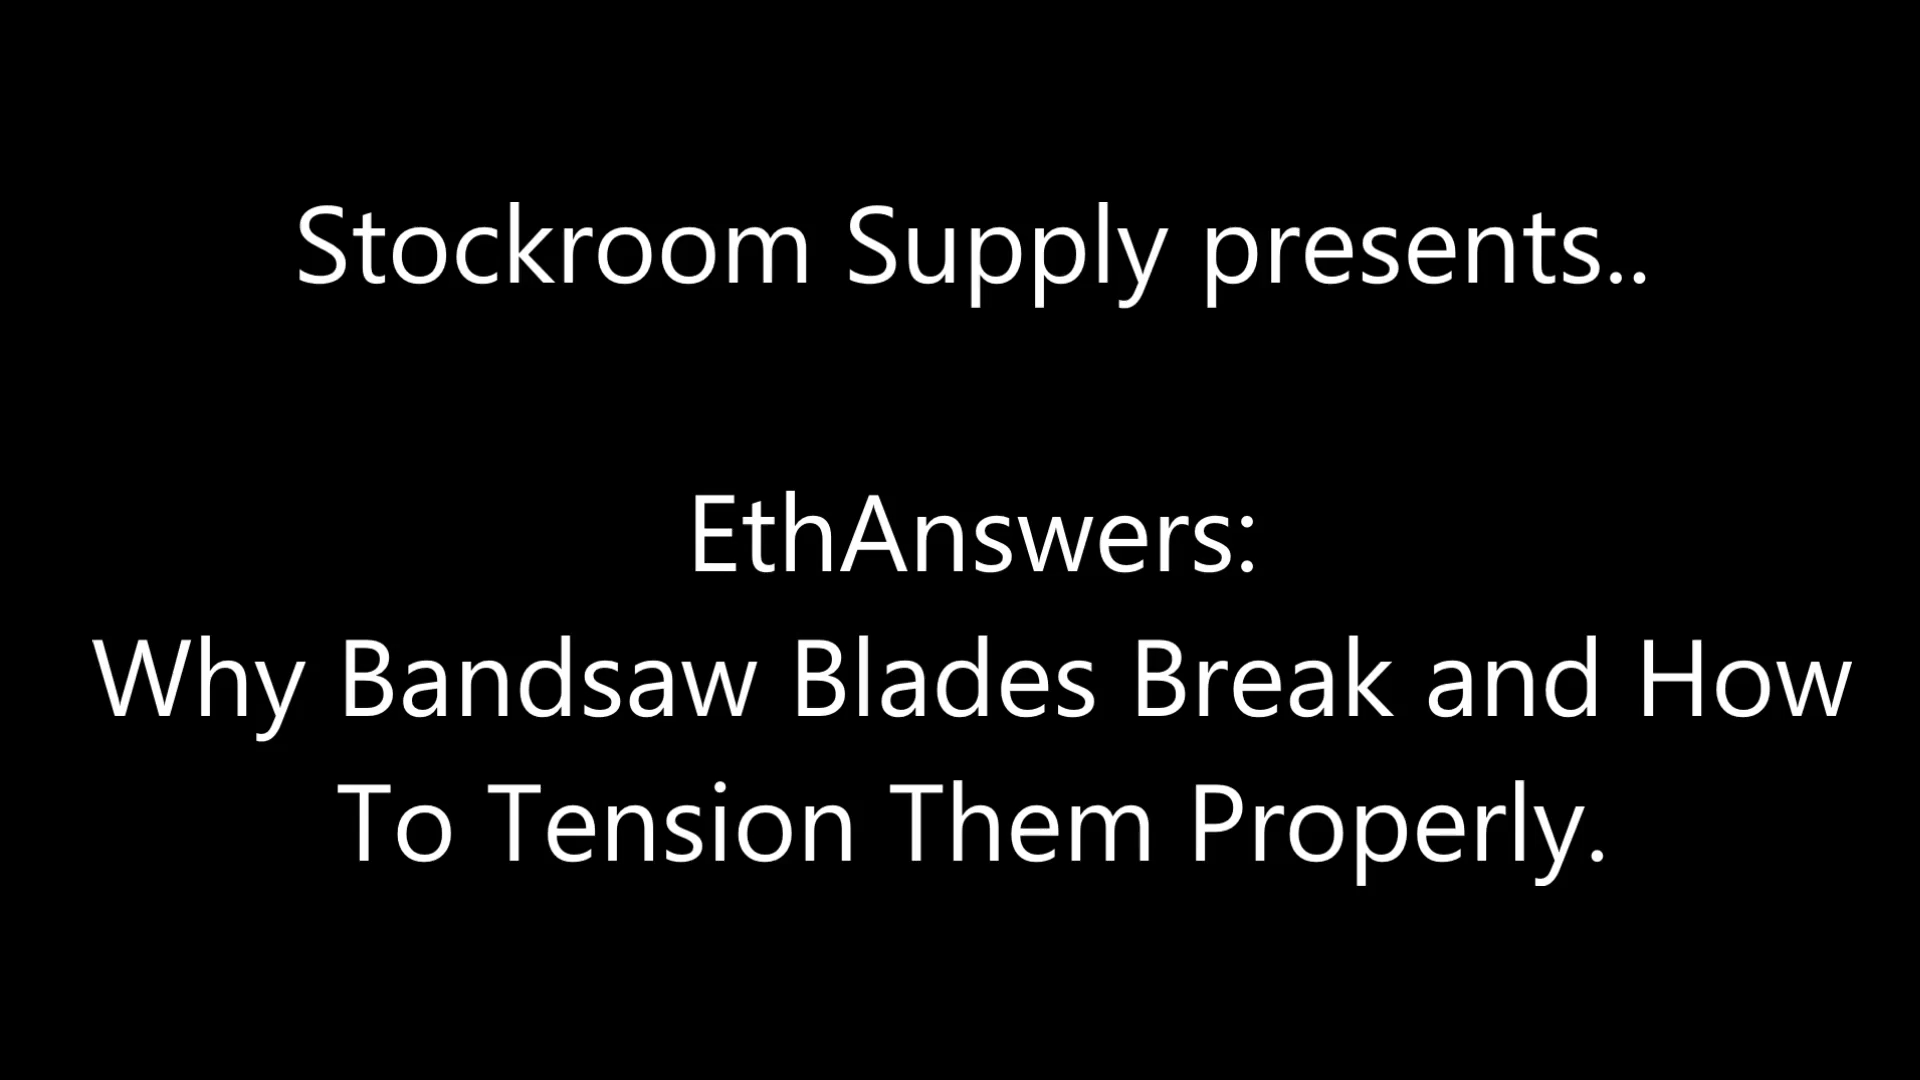 Stockroom Supply presents..
EthAnswers:
Why Bandsaw Blades Break and How
To Tension Them Properly.